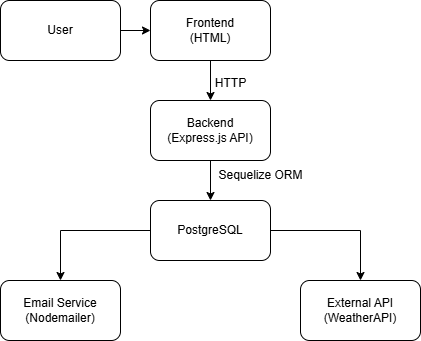 User
Frontend
(HTML)
HTTP
Backend
(Express.js API)
Sequelize ORM
PostgreSQL
Email Service
(Nodemailer)
External API
(WeatherAPI)